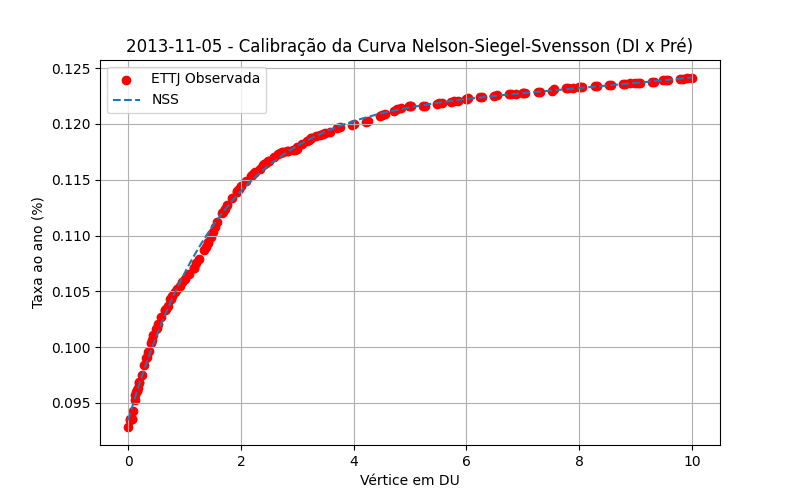 2013-11-05 - Calibração da Curva Nelson-Siegel-Svensson (DI x Pré)
ETTJ Observada
NSS
Taxa ao ano (%)
0.125
0.120
0.115
0.110
0.105
0.100
0.095
0 2 4 6 8 10
Vértice em DU